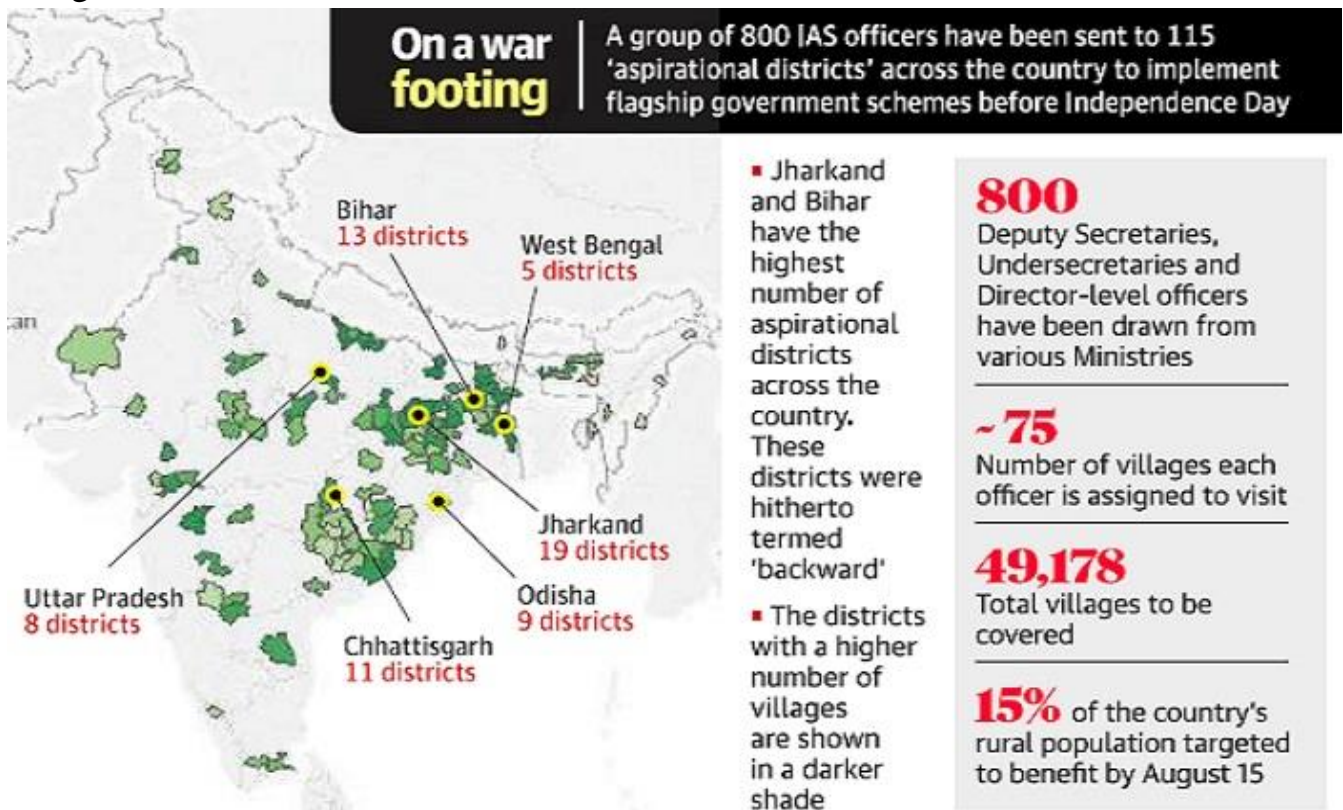 On a war
footing
A group of 800 IAS officers have been sent to 115
'aspirational districts' across the country to implement
flagship government schemes before Independence Day
Bihar
13 districts
West Bengal
5 districts
an
Jharkand
19 districts
Odisha
9 districts
Uttar Pradesh
8 districts
Chhattisgarh
11 districts
▪ Jharkand
and Bihar
have the
highest
number of
aspirational
districts
across the
country.
These
districts were
hitherto
termed
'backward'
▪ The districts
with a higher
number of
villages
are shown
in a darker
shade
800
Deputy Secretaries,
Undersecretaries and
Director-level officers
have been drawn from
various Ministries
~75
Number of villages each
officer is assigned to visit
49,178
Total villages to be
covered
15% of the country's
rural population targeted
to benefit by August 15